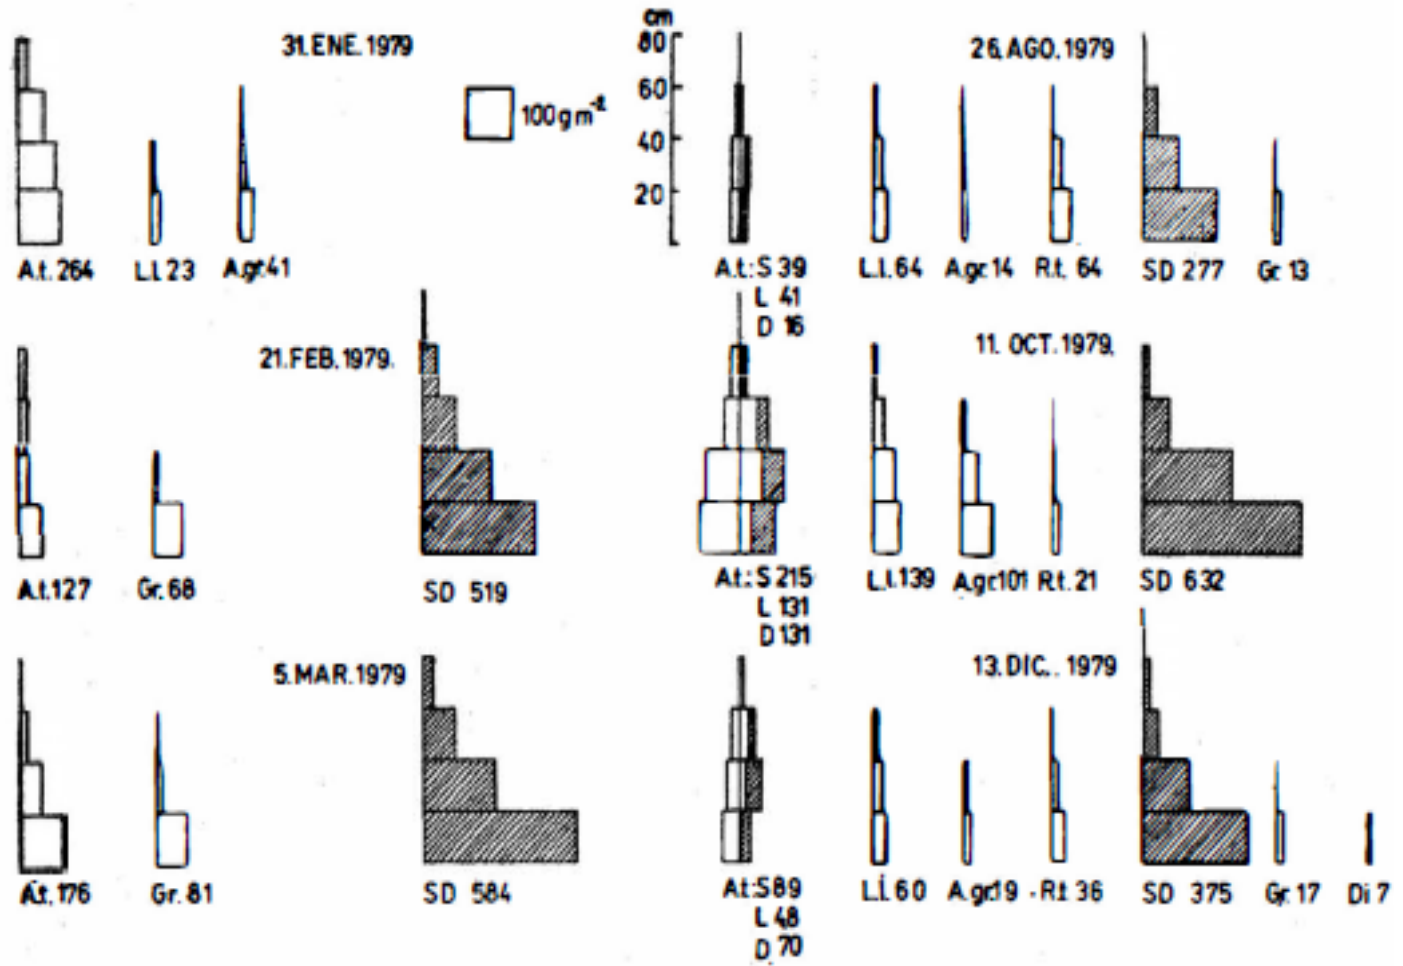 31. ENE. 1979
100 g m⁻²
cm
80
60
40
20
26. AGO. 1979
A.t. 264 L.l. 23 A.gr. 41
A.t.: S 39
L 41
D 16
L.l. 64 A.gr. 14 R.t. 64 SD 277 Gr. 13
21. FEB. 1979.
11. OCT. 1979.
A.t. 127 Gr. 68 SD 519
A.t.: S 215
L 131
D 131
L.l. 139 A.gr. 101 R.t. 21 SD 632
5. MAR. 1979
13. DIC. . 1979
A.t. 176 Gr. 81 SD 584
A.t: S 89
L 48
D 70
L.l. 60 A.gr. 19 R.t 36 SD 375 Gr. 17 Di 7